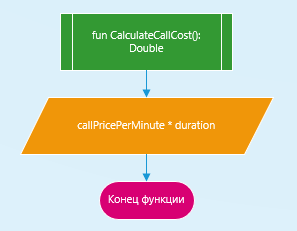 fun CalculateCallCost():
Double
callPricePerMinute * duration
Конец функции